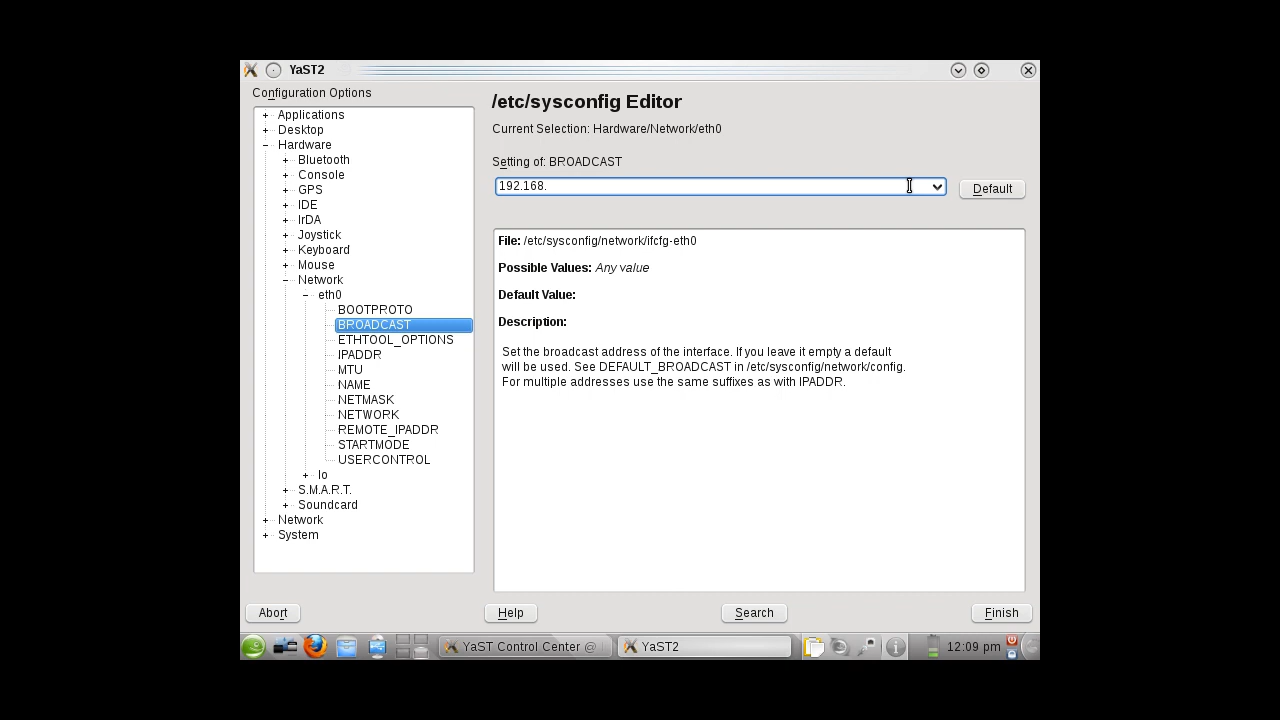 YaST2
Configuration Options
Applications
Desktop
Hardware
Bluetooth
Console
GPS
IDE
IrDA
Joystick
Keyboard
Mouse
Network
eth0
BOOTPROTO
BROADCAST
ETHTOOL_OPTIONS
IPADDR
MTU
NAME
NETMASK
NETWORK
REMOTE_IPADDR
STARTMODE
USERCONTROL
lo
S.M.A.R.T.
Soundcard
Network
System
/etc/sysconfig Editor
Current Selection: Hardware/Network/eth0
Setting of: BROADCAST
192.168.
Default
File: /etc/sysconfig/network/ifcfg-eth0
Possible Values: Any value
Default Value:
Description:
Set the broadcast address of the interface. If you leave it empty a default
will be used. See DEFAULT_BROADCAST in /etc/sysconfig/network/config.
For multiple addresses use the same suffixes as with IPADDR.
Abort
Help
Search
Finish
YaST Control Center @
YaST2
12:09 pm